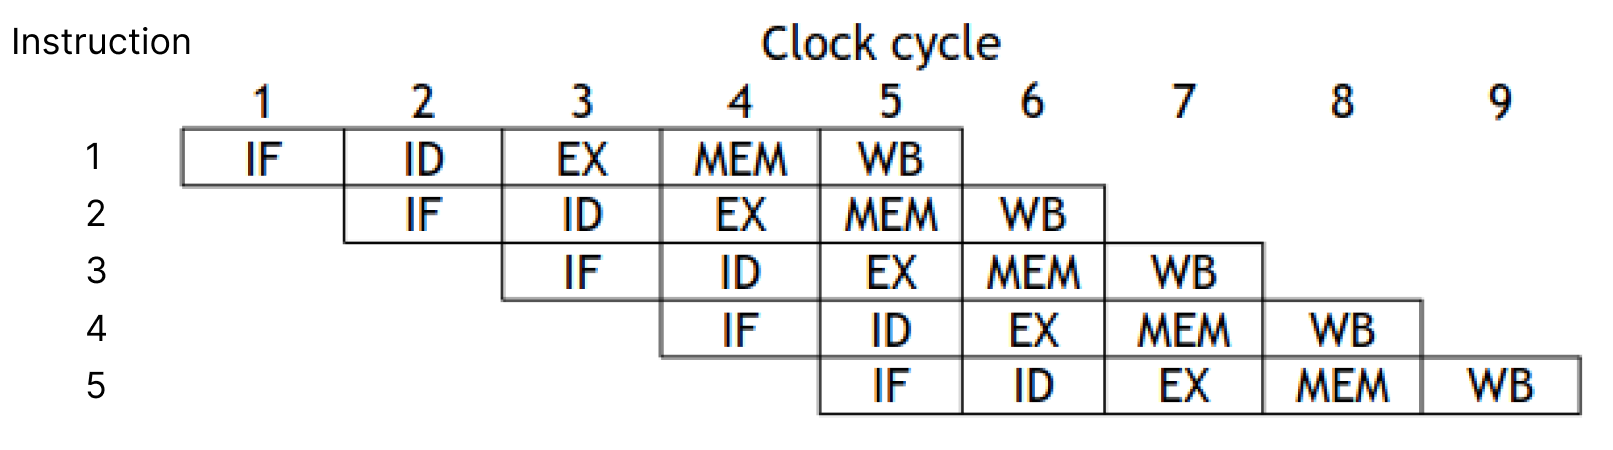 Instruction Clock cycle
1 2 3 4 5 6 7 8 9
1 IF ID EX MEM WB
2 IF ID EX MEM WB
3 IF ID EX MEM WB
4 IF ID EX MEM WB
5 IF ID EX MEM WB